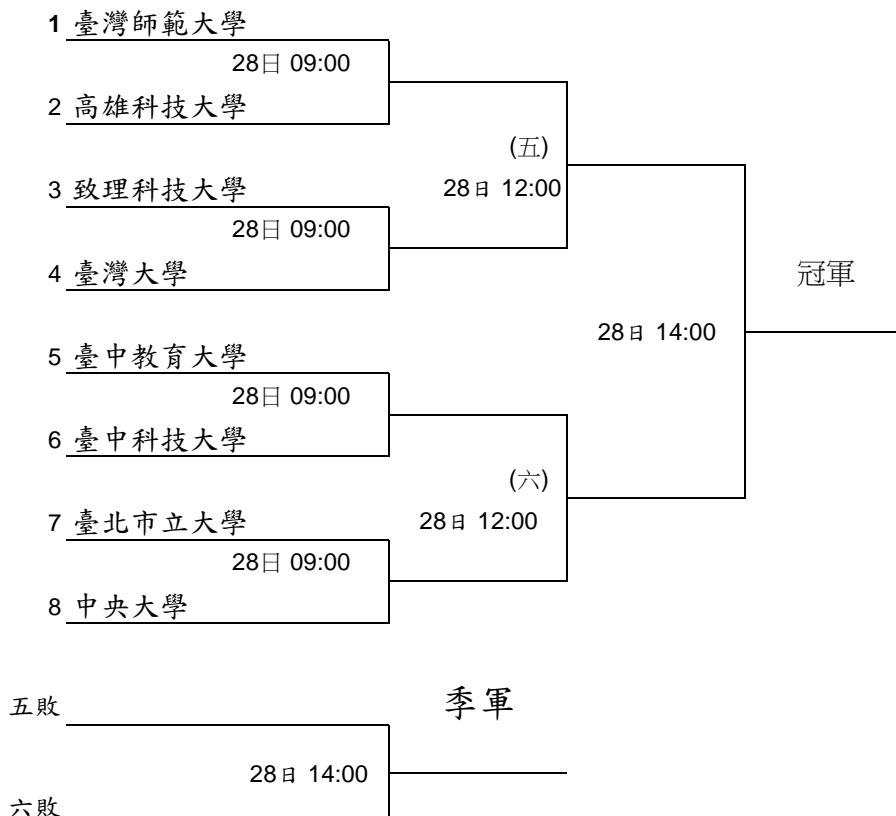 1 臺灣師範大學
28日 09:00
2 高雄科技大學
(五)
3 致理科技大學
28日 12:00
28日 09:00
4 臺灣大學
冠軍
28日 14:00
5 臺中教育大學
28日 09:00
6 臺中科技大學
(六)
7 臺北市立大學
28日 12:00
28日 09:00
8 中央大學
五敗
季軍
28日 14:00
六敗